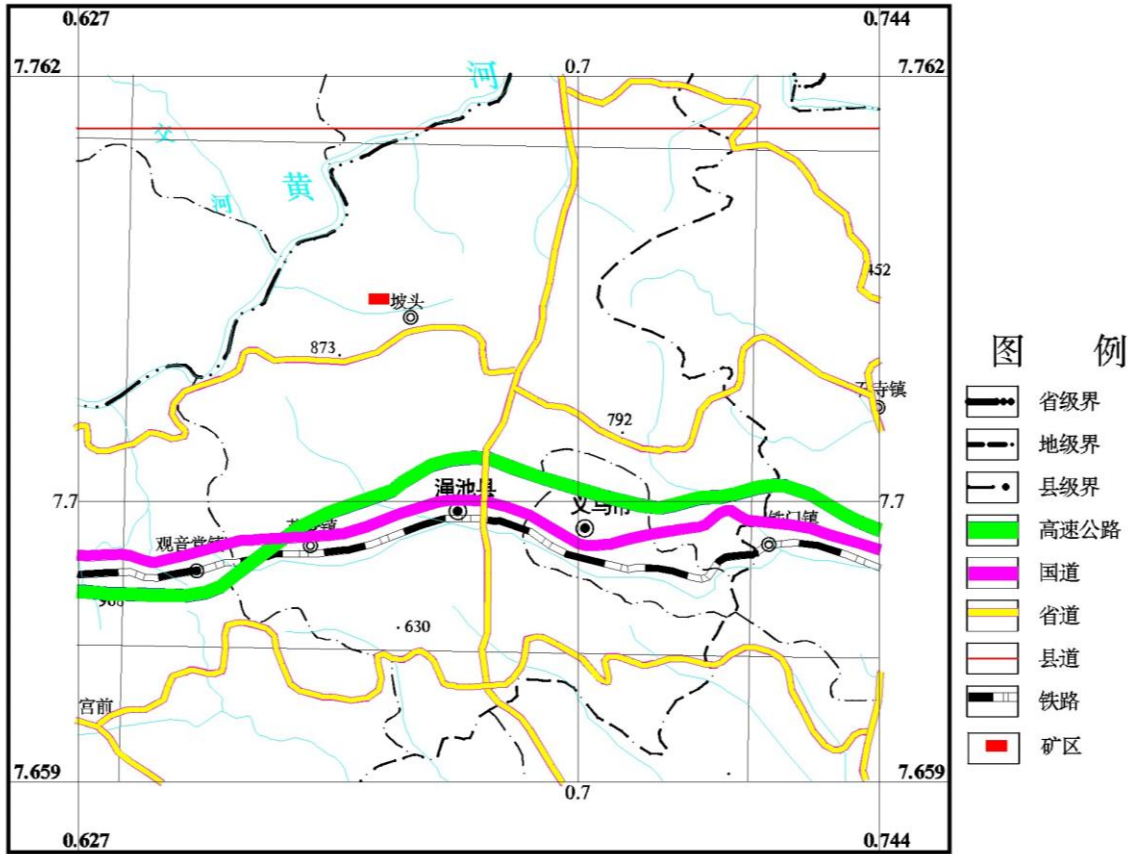 0.627
0.744
7.762
0.7
7.762
河
文
河
黄
452
坡头
873
792
7.7
渑池县
义马市
铁门镇
7.7
观音堂镇
630
宫前
7.659
0.7
7.659
0.627
0.744
图 例
省级界
地级界
县级界
高速公路
国道
省道
县道
铁路
矿区